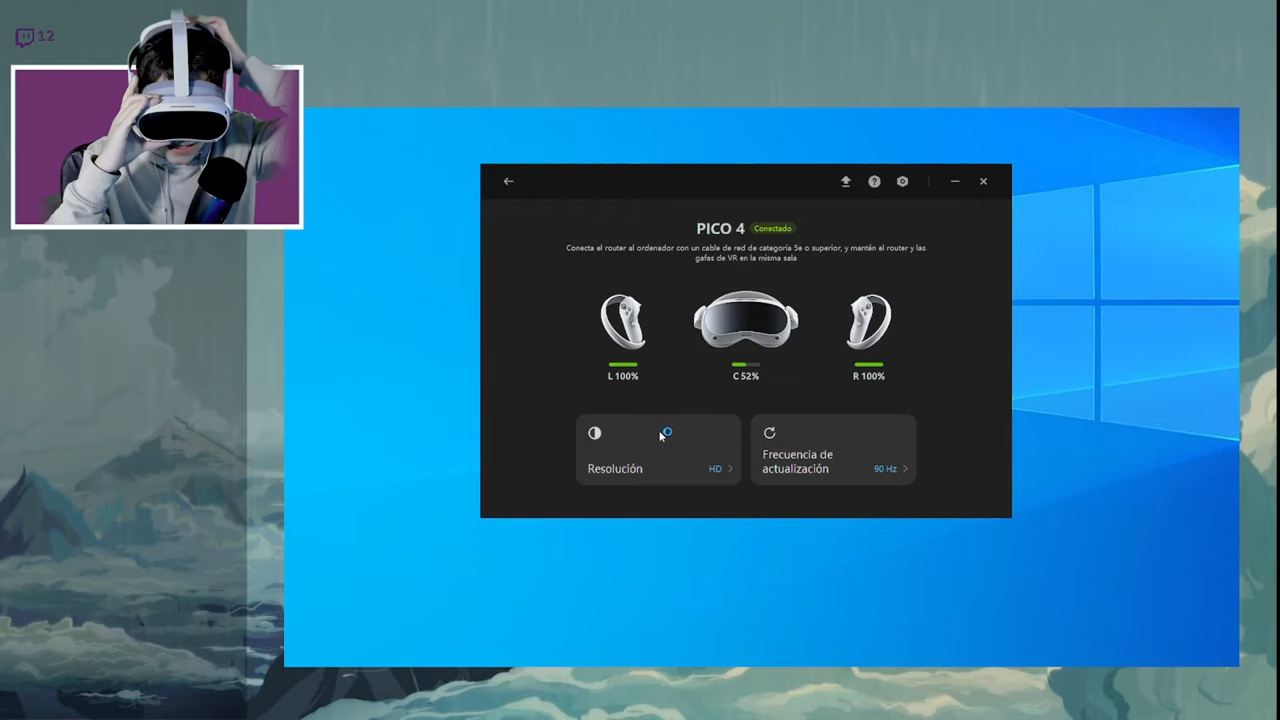 12
PICO 4 Conectado
Conecta el router al ordenador con un cable de red de categoría 5e o superior, y mantén el router y las
gafas de VR en la misma sala
L 100%
C 52%
R 100%
Resolución HD
Frecuencia de
actualización 90 Hz